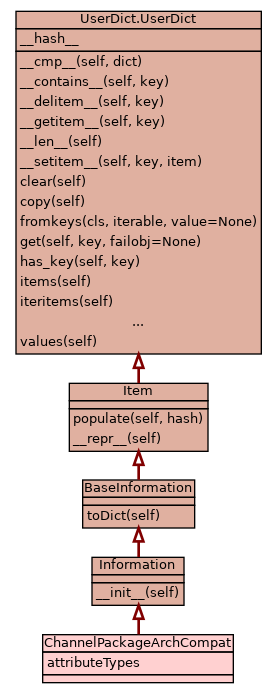 UserDict.UserDict
__hash__
__cmp__(self, dict)
__contains__(self, key)
__delitem__(self, key)
__getitem__(self, key)
__len__(self)
__setitem__(self, key, item)
clear(self)
copy(self)
fromkeys(cls, iterable, value=None)
get(self, key, failobj=None)
has_key(self, key)
items(self)
iteritems(self)
...
values(self)
Item
populate(self, hash)
__repr__(self)
BaseInformation
toDict(self)
Information
__init__(self)
ChannelPackageArchCompat
attributeTypes